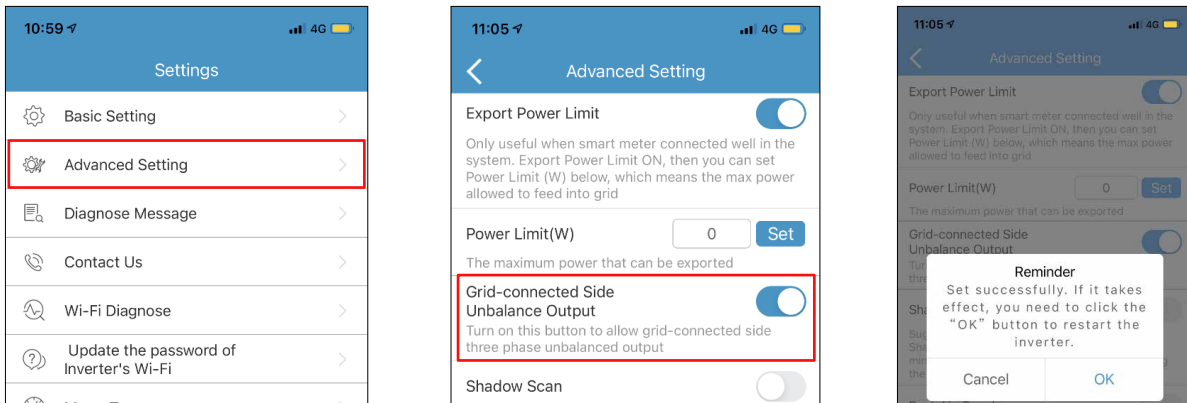 10:59
4G
Settings
Basic Setting
Advanced Setting
Diagnose Message
Contact Us
Wi-Fi Diagnose
Update the password of
Inverter's Wi-Fi
11:05
4G
Advanced Setting
Export Power Limit
Only useful when smart meter connected well in the
system. Export Power Limit ON, then you can set
Power Limit (W) below, which means the max power
allowed to feed into grid
Power Limit(W)
0
Set
The maximum power that can be exported
Grid-connected Side
Unbalance Output
Turn on this button to allow grid-connected side
three phase unbalanced output
Shadow Scan
11:05
4G
Advanced Setting
Export Power Limit
Only useful when smart meter connected well in the
system. Export Power Limit ON, then you can set
Power Limit (W) below, which means the max power
allowed to feed into grid
Power Limit(W)
0
Set
The maximum power that can be exported
Grid-connected Side
Unbalance Output
Reminder
Set successfully. If it takes
effect, you need to click the
“OK” button to restart the
inverter.
Cancel
OK